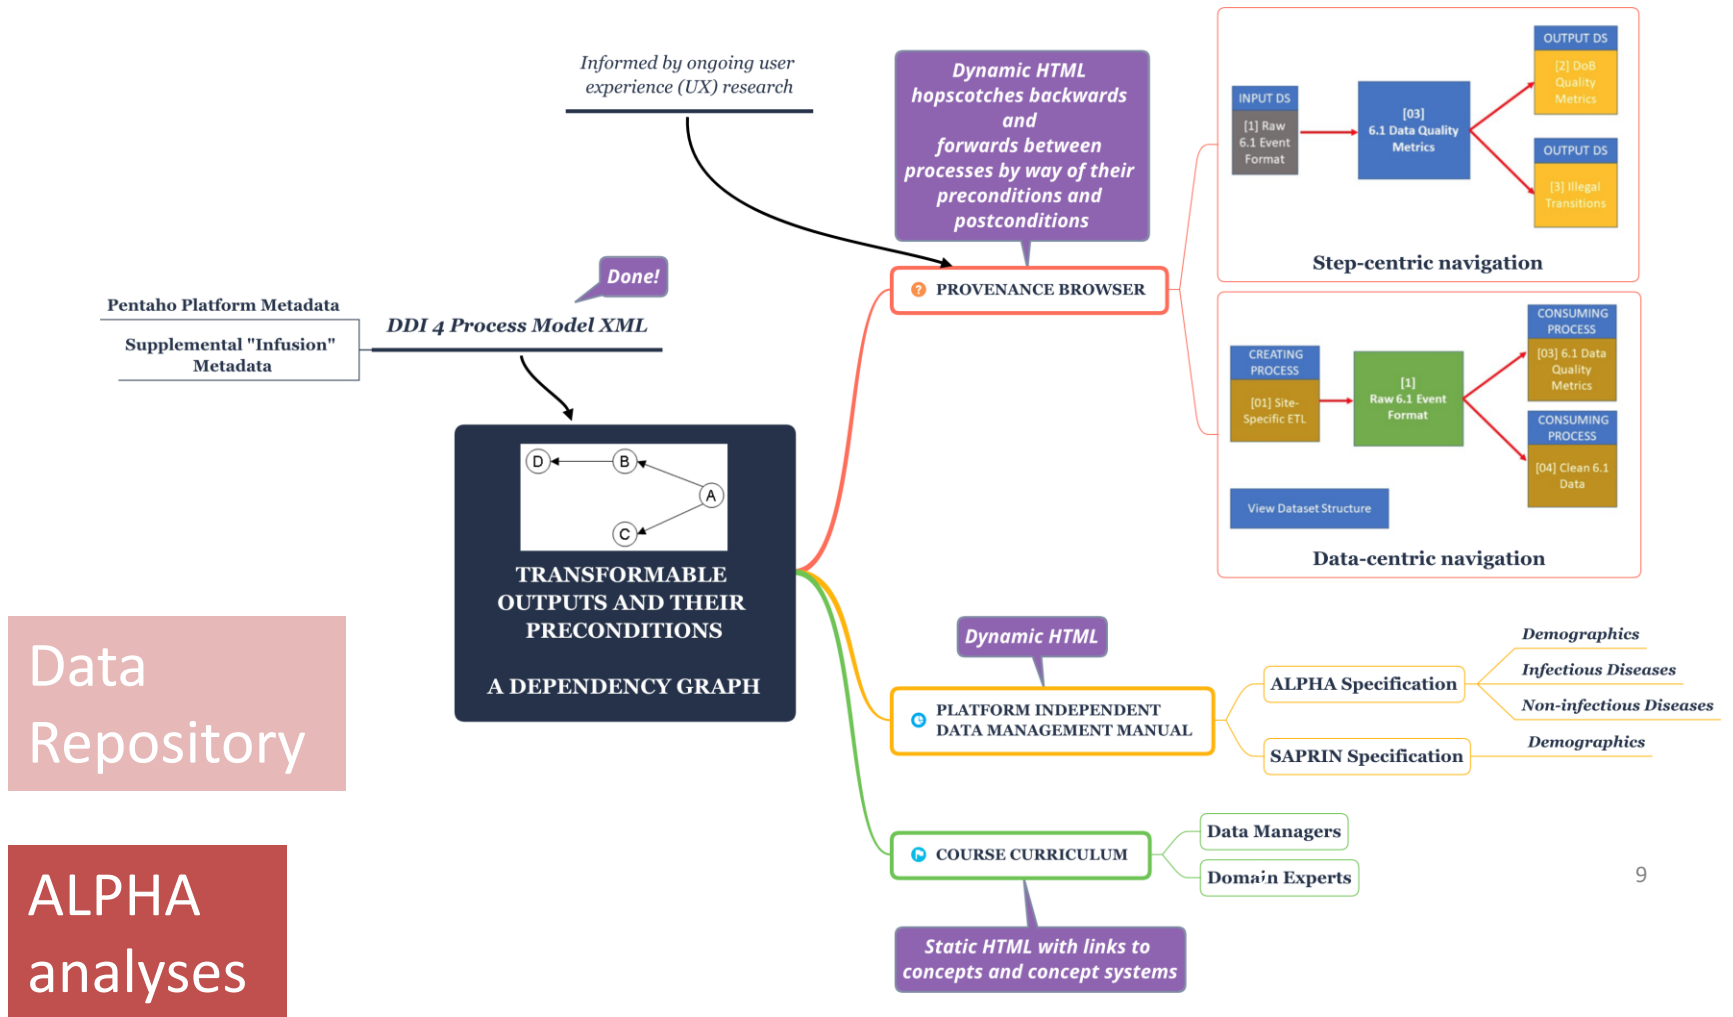 Informed by ongoing user
experience (UX) research
Dynamic HTML
hopscotches backwards
and
forwards between
processes by way of their
preconditions and
postconditions
INPUT DS
[1] Raw
6.1 Event
Format
[03]
6.1 Data Quality
Metrics
OUTPUT DS
[2] DoB
Quality
Metrics
OUTPUT DS
[3] Illegal
Transitions
Step-centric navigation
Done!
Pentaho Platform Metadata
Supplemental "Infusion"
Metadata
DDI 4 Process Model XML
PROVENANCE BROWSER
CREATING
PROCESS
[01] Site-
Specific ETL
[1]
Raw 6.1 Event
Format
CONSUMING
PROCESS
[03] 6.1 Data
Quality
Metrics
CONSUMING
PROCESS
[04] Clean 6.1
Data
View Dataset Structure
Data-centric navigation
D
B
A
C
TRANSFORMABLE
OUTPUTS AND THEIR
PRECONDITIONS
A DEPENDENCY GRAPH
Data
Repository
Dynamic HTML
PLATFORM INDEPENDENT
DATA MANAGEMENT MANUAL
ALPHA Specification
Demographics
Infectious Diseases
Non-infectious Diseases
SAPRIN Specification
Demographics
ALPHA
analyses
COURSE CURRICULUM
Data Managers
Domain Experts
Static HTML with links to
concepts and concept systems
9